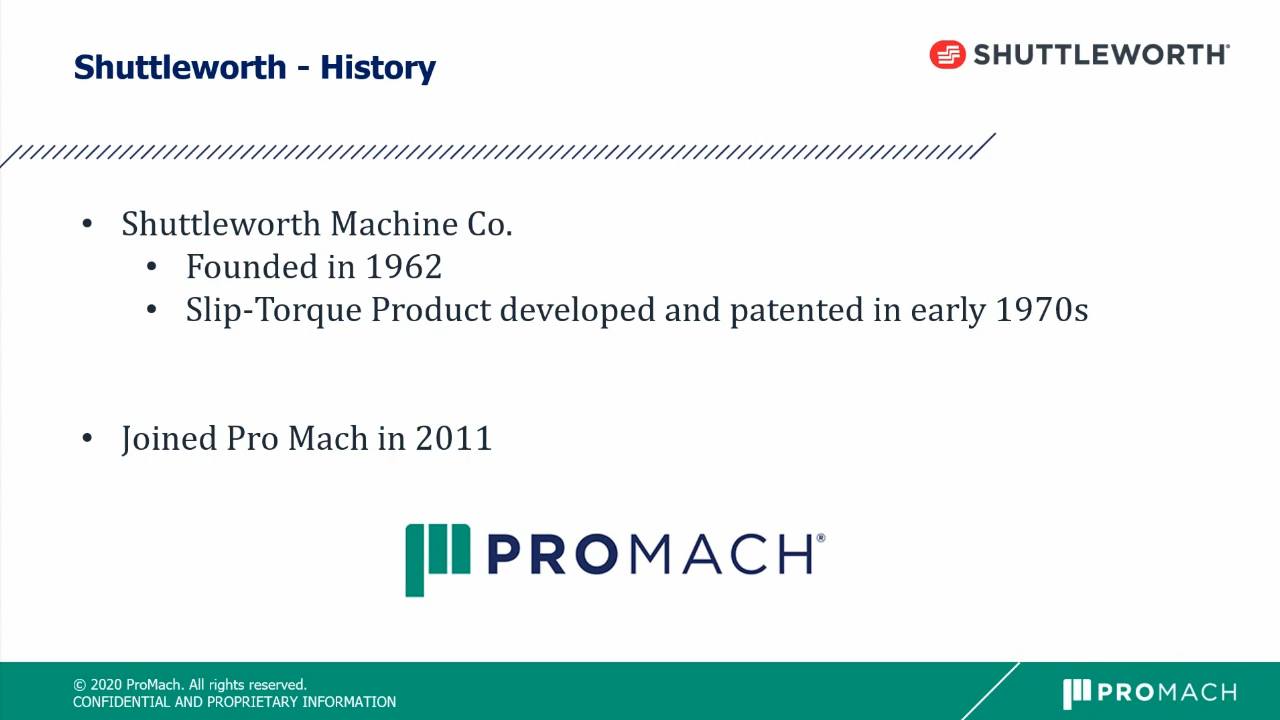 Shuttleworth - History
SHUTTLEWORTH®
• Shuttleworth Machine Co.
• Founded in 1962
• Slip-Torque Product developed and patented in early 1970s
• Joined Pro Mach in 2011
PROMACH®
© 2020 ProMach. All rights reserved.
CONFIDENTIAL AND PROPRIETARY INFORMATION
PROMACH